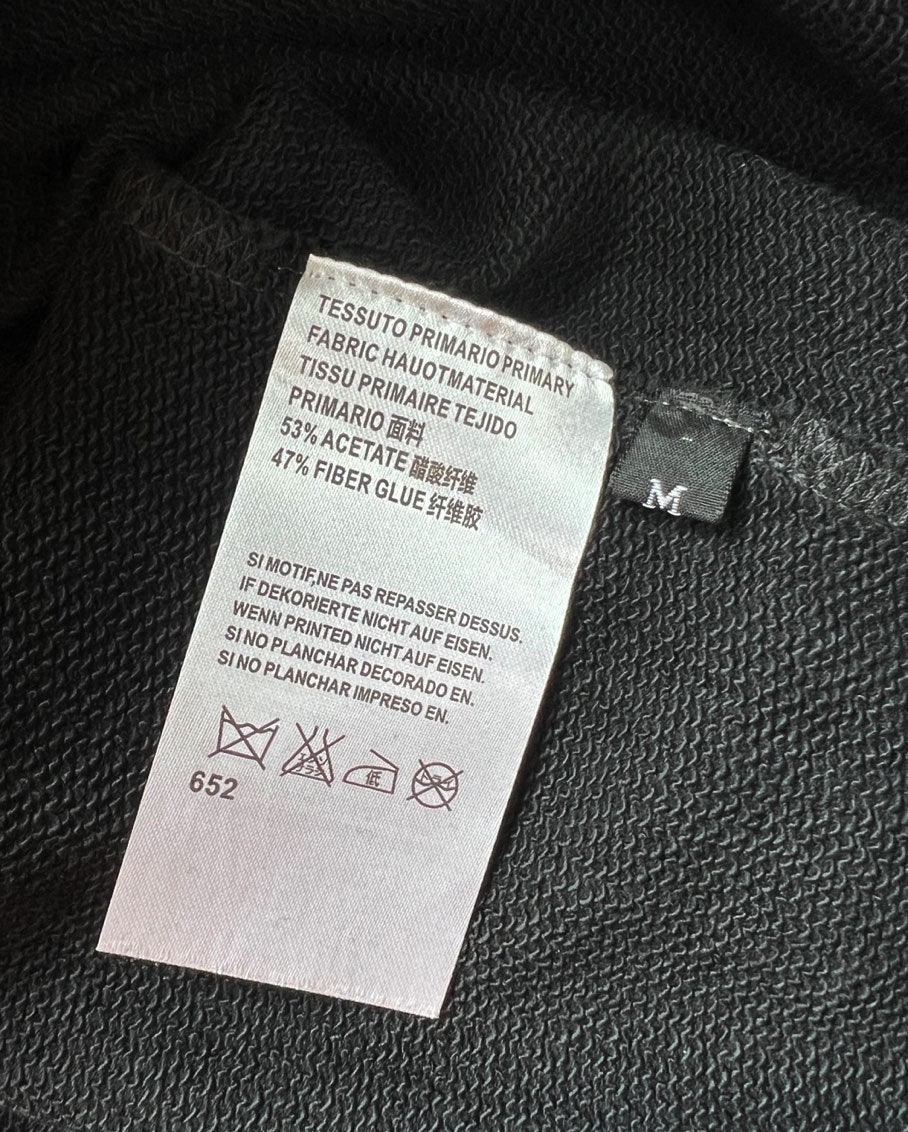 TESSUTO PRIMARIO PRIMARY
FABRIC HAUOTMATERIAL
TISSU PRIMAIRE TEJIDO
PRIMARIO 面料
53% ACETATE 醋酸纤维
47% FIBER GLUE 纤维胶
SI MOTIF,NE PAS REPASSER DESSUS.
IF DEKORIERTE NICHT AUF EISEN.
WENN PRINTED NICHT AUF EISEN.
SI NO PLANCHAR DECORADO EN.
SI NO PLANCHAR IMPRESO EN.
低
652
M